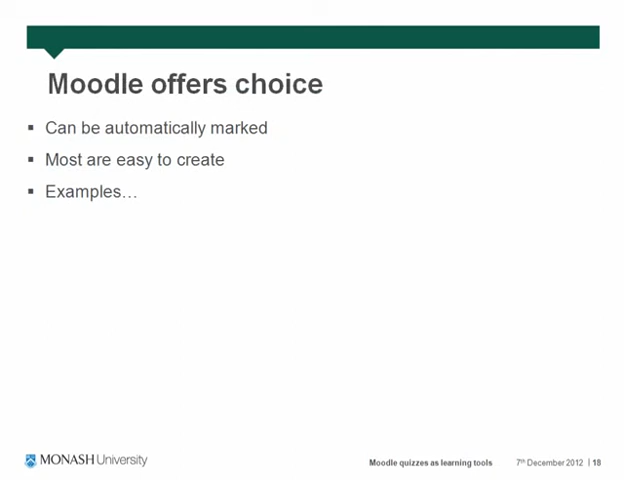 Moodle offers choice
▪ Can be automatically marked
▪ Most are easy to create
▪ Examples…
MONASH University
Moodle quizzes as learning tools 7th December 2012 | 18